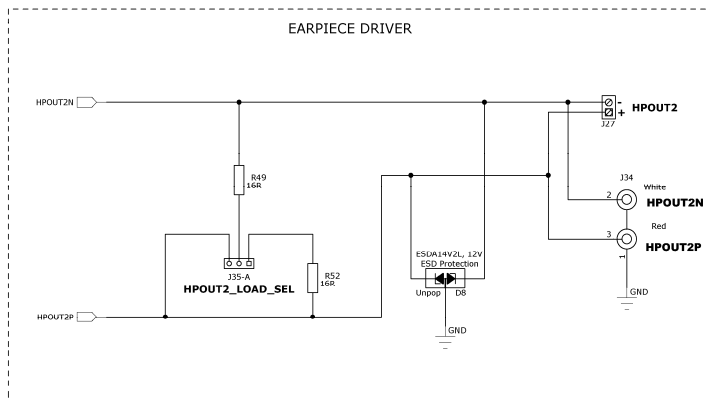 EARPIECE DRIVER
HPOUT2N
- HPOUT2
+
J27
R49
16R
J34
White
2 HPOUT2N
Red
3 HPOUT2P
1
ESDA14V2L, 12V
ESD Protection
J35-A
HPOUT2_LOAD_SEL
R52
16R
Unpop D8
GND
HPOUT2P
GND